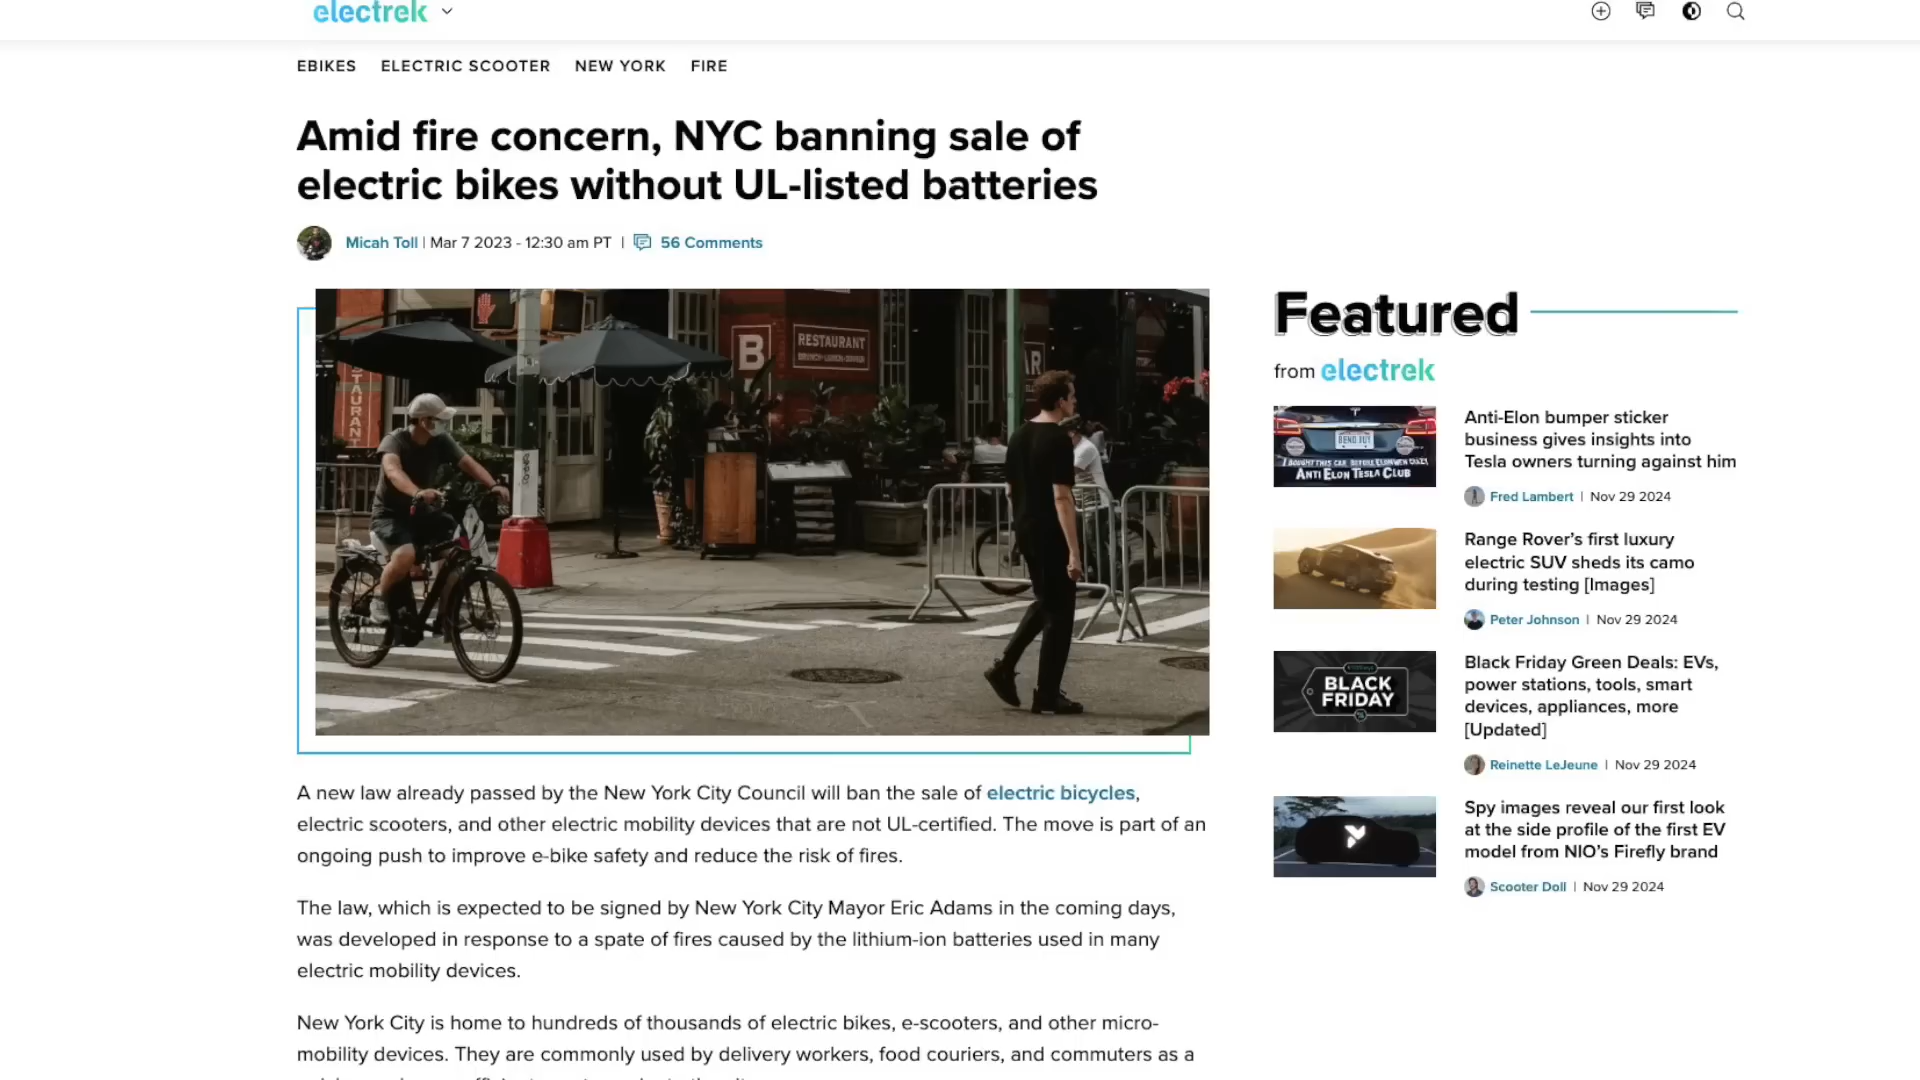 electrek
EBIKES ELECTRIC SCOOTER NEW YORK FIRE
Amid fire concern, NYC banning sale of
electric bikes without UL-listed batteries
Micah Toll | Mar 7 2023 - 12:30 am PT | 56 Comments
B
RESTAURANT
BRUNCH-LUNCH-DINNER
STAURANT
AR
A new law already passed by the New York City Council will ban the sale of electric bicycles,
electric scooters, and other electric mobility devices that are not UL-certified. The move is part of an
ongoing push to improve e-bike safety and reduce the risk of fires.
The law, which is expected to be signed by New York City Mayor Eric Adams in the coming days,
was developed in response to a spate of fires caused by the lithium-ion batteries used in many
electric mobility devices.
New York City is home to hundreds of thousands of electric bikes, e-scooters, and other micro-
mobility devices. They are commonly used by delivery workers, food couriers, and commuters as a
Featured
from electrek
I BOUGHT THIS CAR BEFORE ELON WENT CRAZY
ANTI ELON TESLA CLUB
Anti-Elon bumper sticker
business gives insights into
Tesla owners turning against him
Fred Lambert | Nov 29 2024
Range Rover's first luxury
electric SUV sheds its camo
during testing [Images]
Peter Johnson | Nov 29 2024
BLACK
FRIDAY
Black Friday Green Deals: EVs,
power stations, tools, smart
devices, appliances, more
[Updated]
Reinette LeJeune | Nov 29 2024
Spy images reveal our first look
at the side profile of the first EV
model from NIO's Firefly brand
Scooter Doll | Nov 29 2024